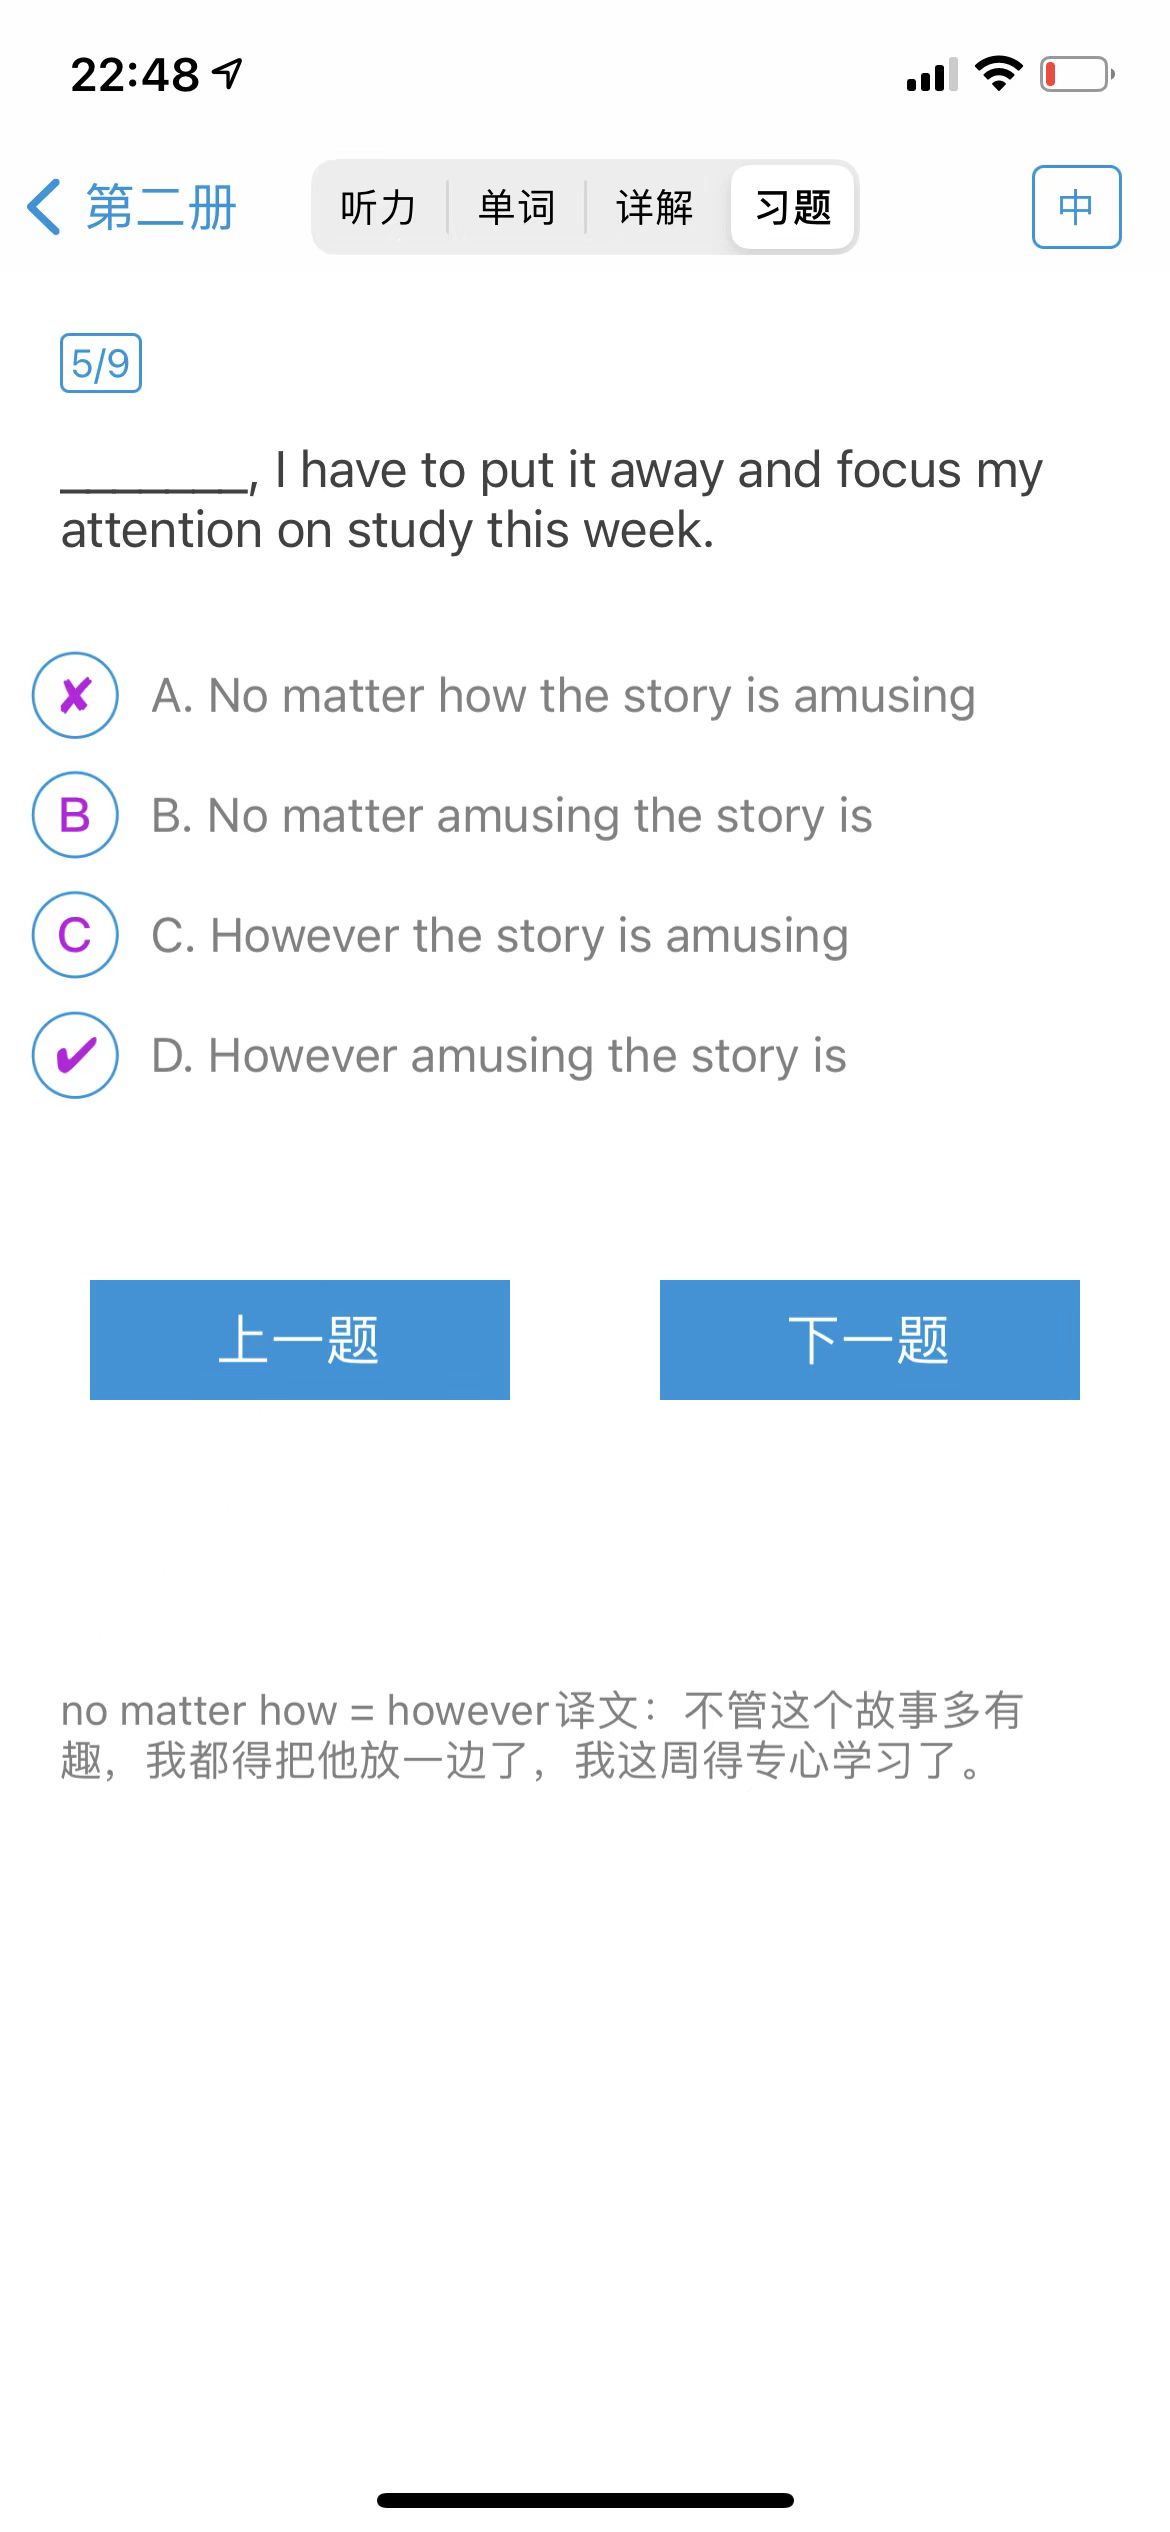 22:48
第二册
听力
单词
详解
习题
中
5/9
_______, I have to put it away and focus my
attention on study this week.
✘ A. No matter how the story is amusing
B B. No matter amusing the story is
C C. However the story is amusing
✔ D. However amusing the story is
上一题
下一题
no matter how = however译文：不管这个故事多有
趣，我都得把他放一边了，我这周得专心学习了。